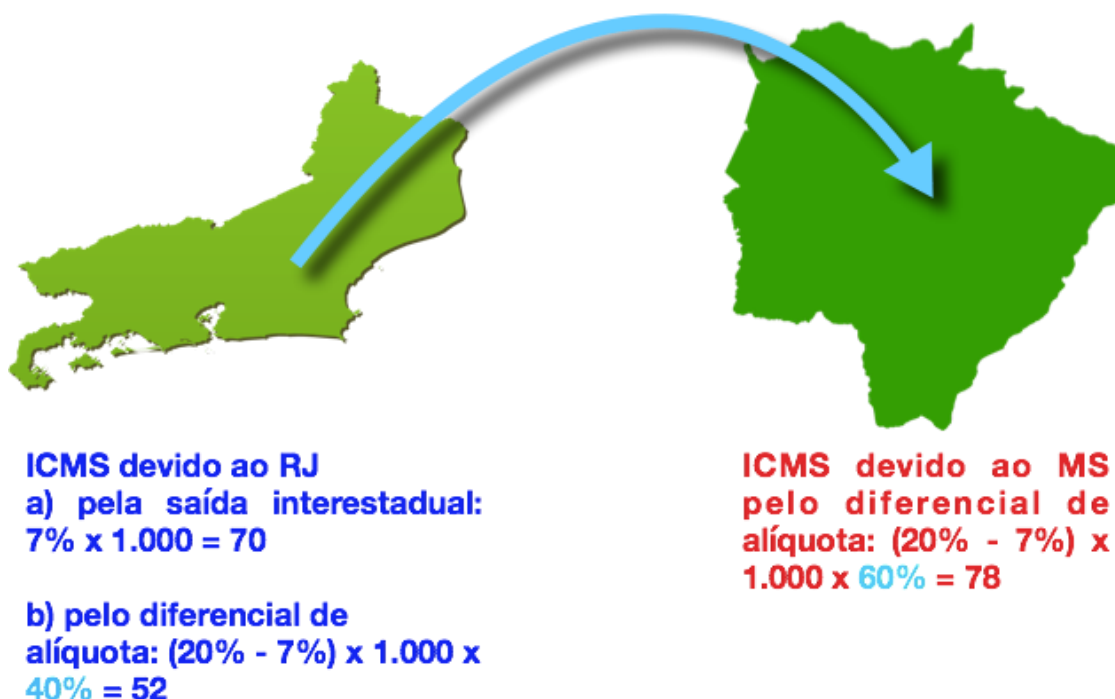 ICMS devido ao RJ
a) pela saída interestadual:
7% x 1.000 = 70
b) pelo diferencial de
alíquota: (20% - 7%) x 1.000 x
40% = 52
ICMS devido ao MS
pelo diferencial de
alíquota: (20% - 7%) x
1.000 x 60% = 78